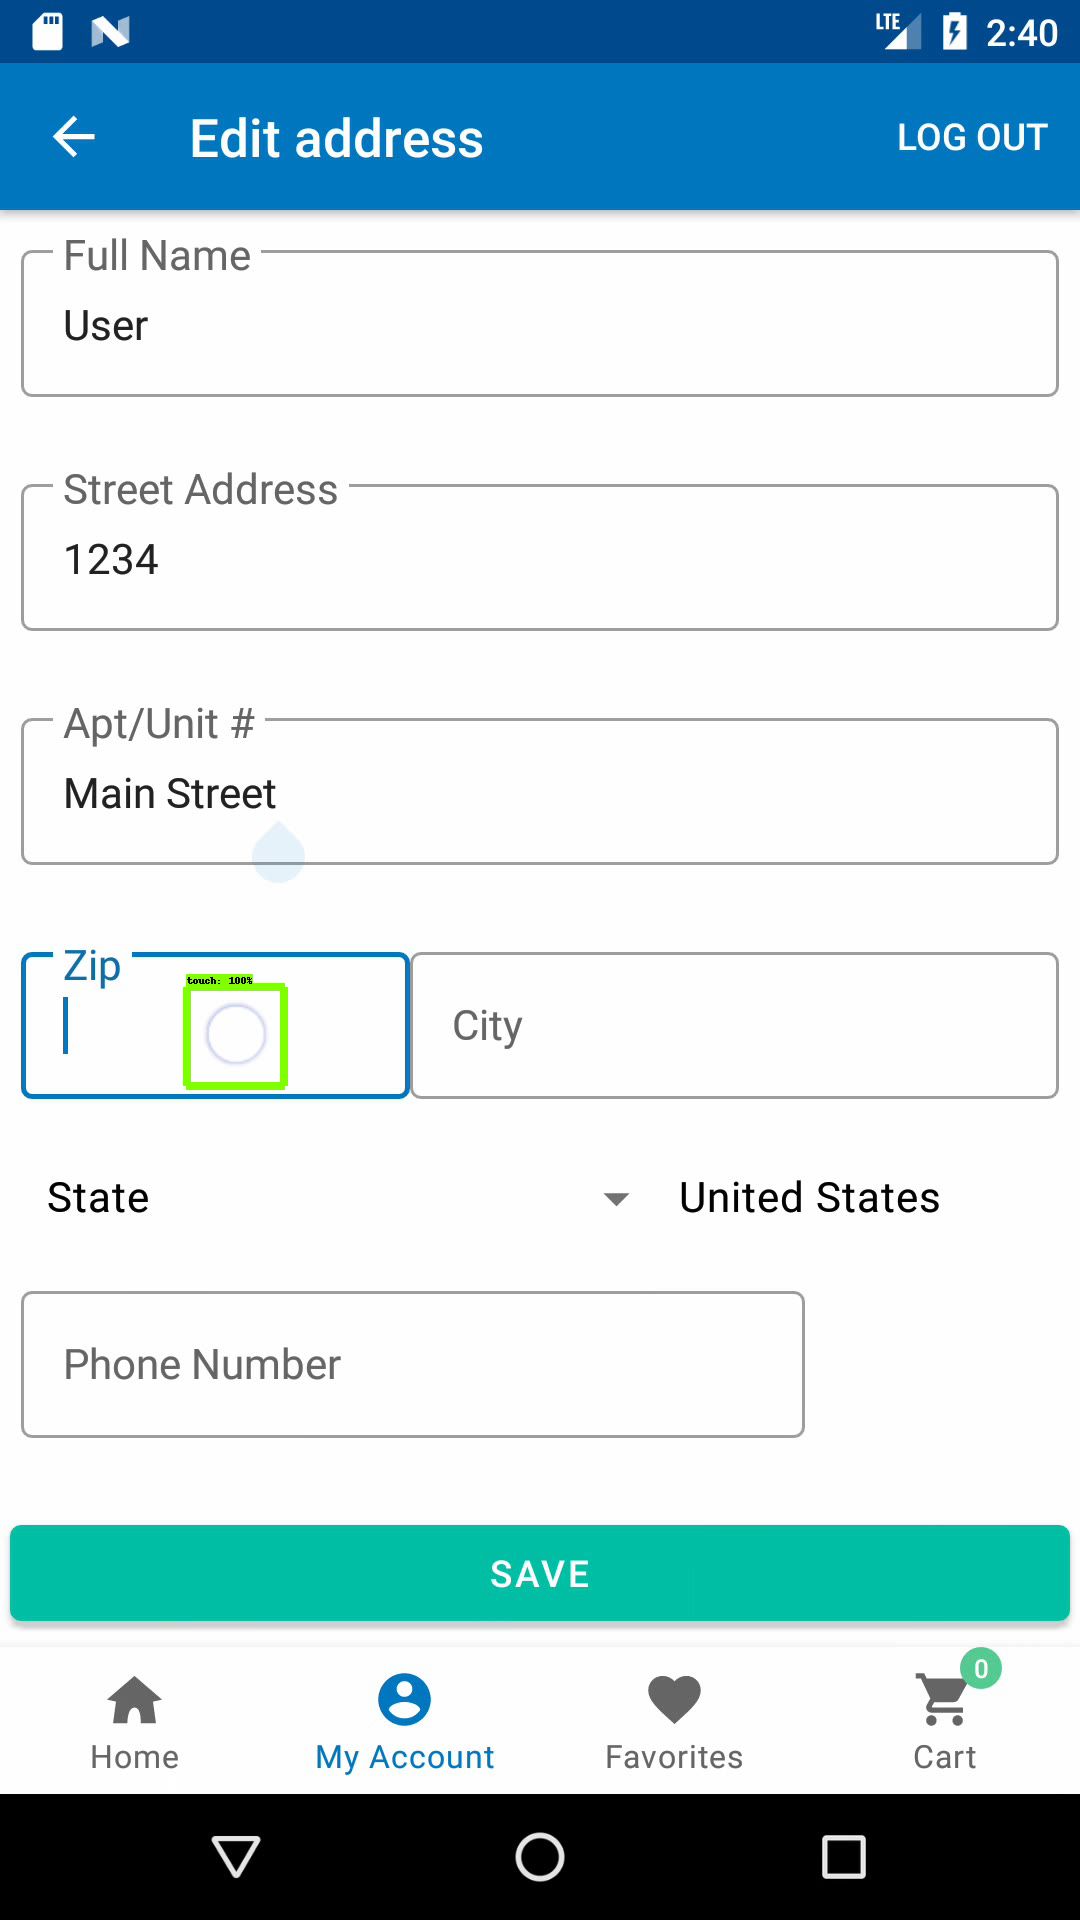 LTE 2:40
Edit address LOG OUT
Full Name
User
Street Address
1234
Apt/Unit #
Main Street
Zip
touch: 100%
City
State United States
Phone Number
SAVE
0
Home My Account Favorites Cart